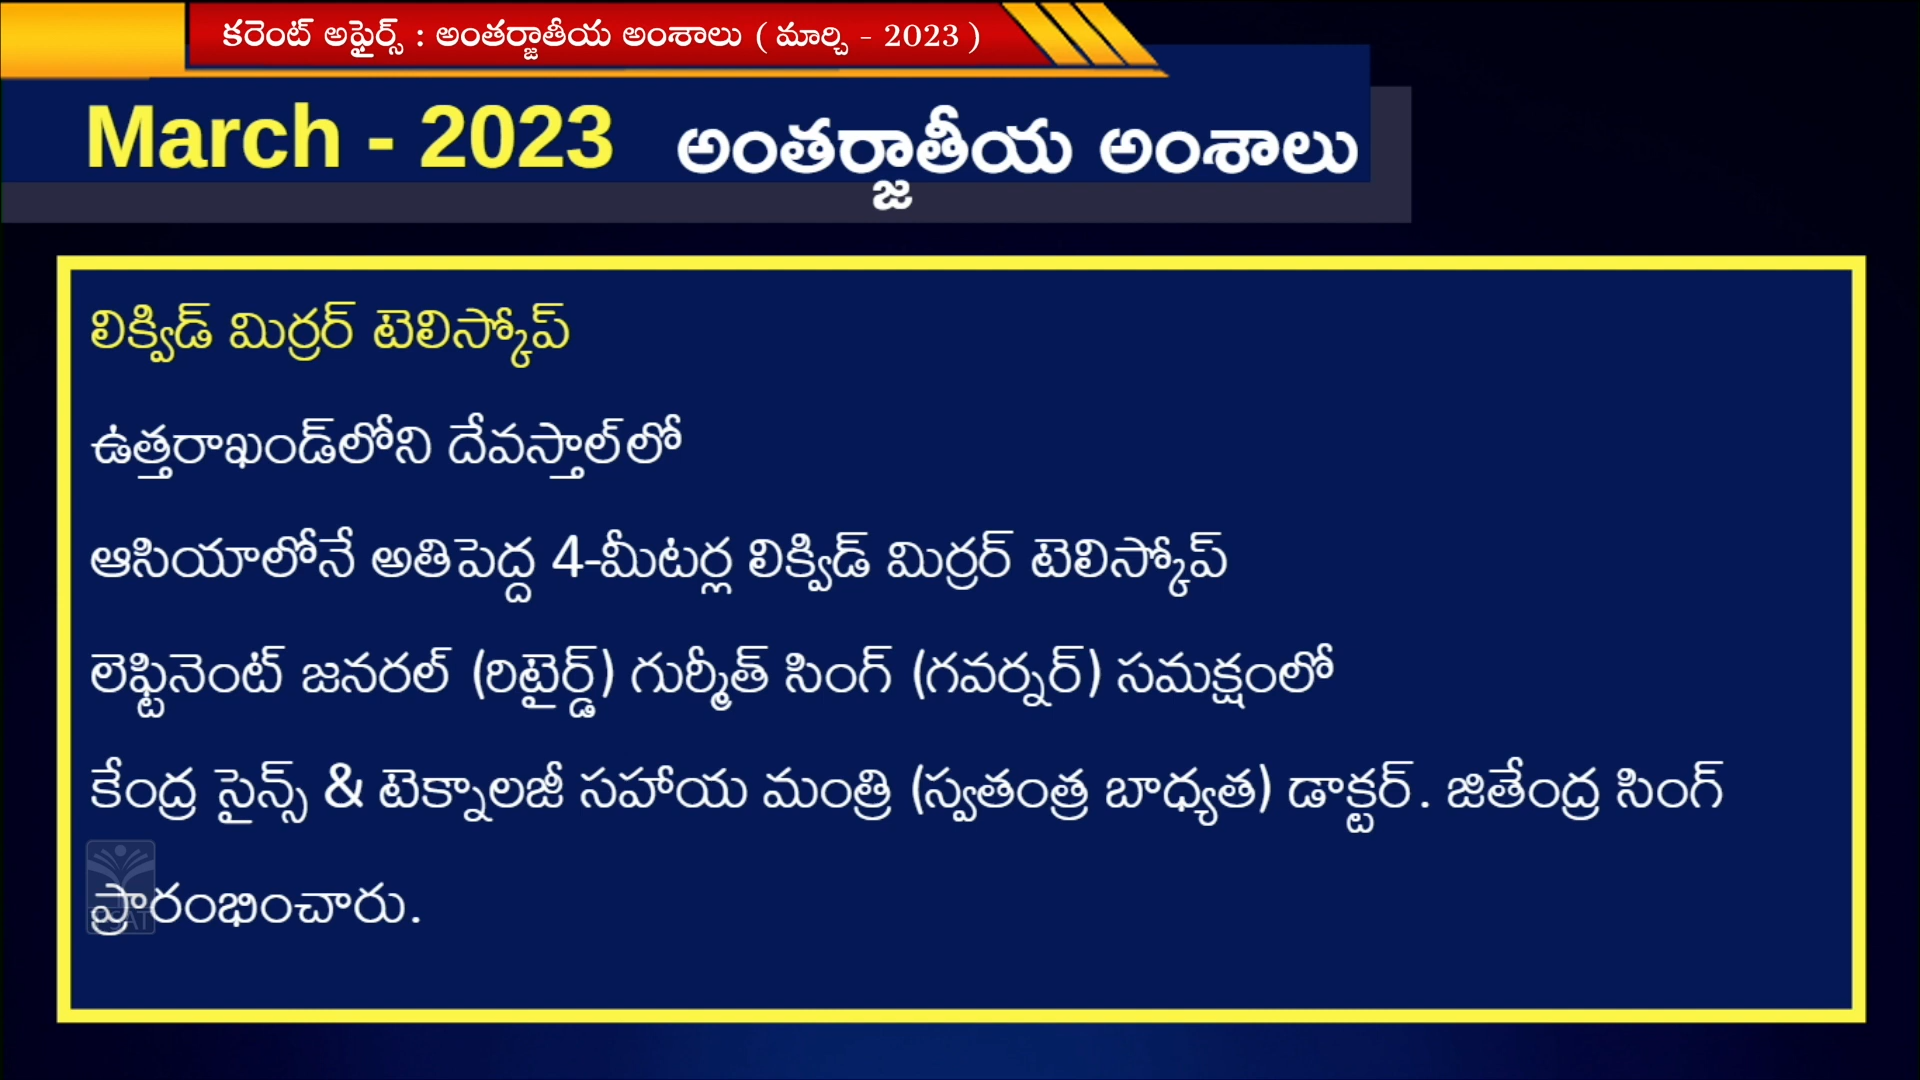 కరెంట్ అఫైర్స్ : అంతర్జాతీయ అంశాలు ( మార్చి - 2023 )
March - 2023 అంతర్జాతీయ అంశాలు
లిక్విడ్ మిర్రర్ టెలిస్కోప్
ఉత్తరాఖండ్‌లోని దేవస్తాల్‌లో
ఆసియాలోనే అతిపెద్ద 4-మీటర్ల లిక్విడ్ మిర్రర్ టెలిస్కోప్
లెఫ్టినెంట్ జనరల్ (రిటైర్డ్) గుర్మీత్ సింగ్ (గవర్నర్) సమక్షంలో
కేంద్ర సైన్స్ & టెక్నాలజీ సహాయ మంత్రి (స్వతంత్ర బాధ్యత) డాక్టర్. జితేంద్ర సింగ్
ప్రారంభించారు.